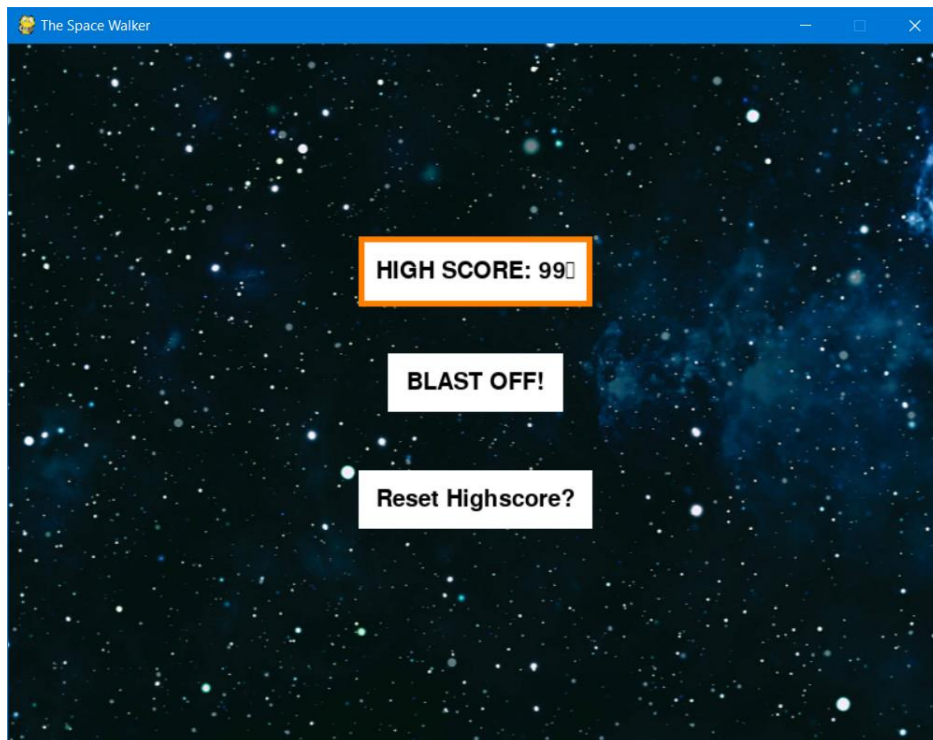 The Space Walker
HIGH SCORE: 99▯
BLAST OFF!
Reset Highscore?